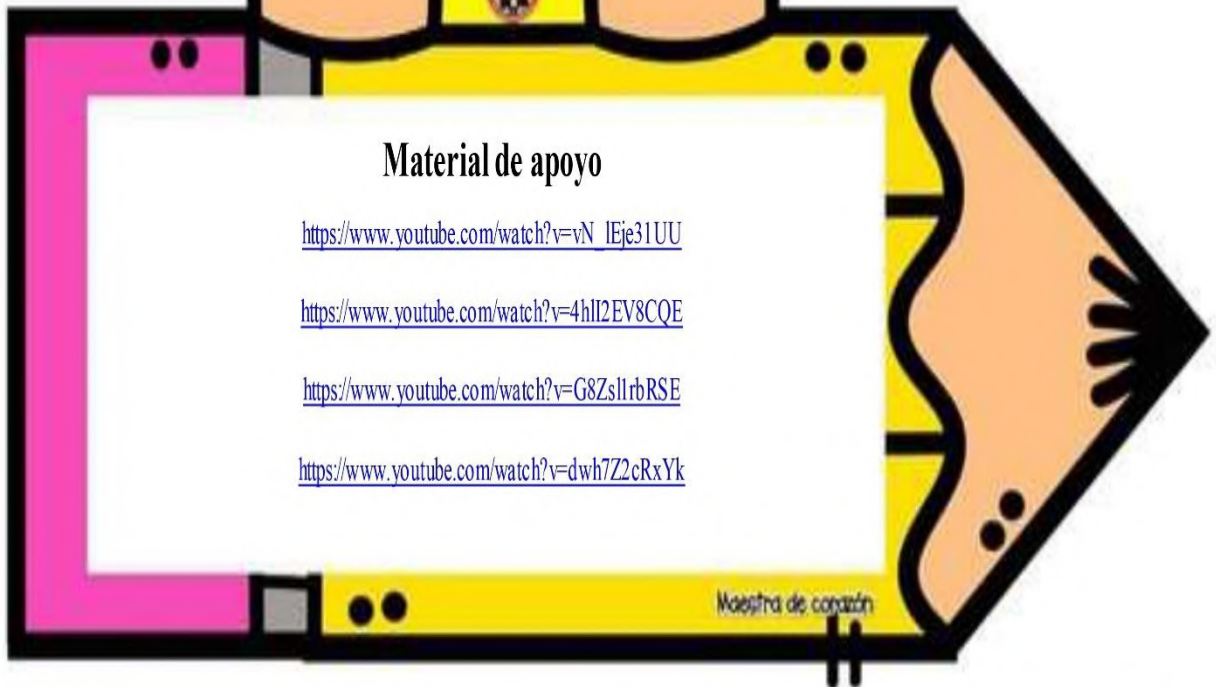 Material de apoyo
https://www.youtube.com/watch?v=vN_lEje31UU
https://www.youtube.com/watch?v=4hlI2EV8CQE
https://www.youtube.com/watch?v=G8Zsl1rbRSE
https://www.youtube.com/watch?v=dwh7Z2cRxYk
Maestra de corazón